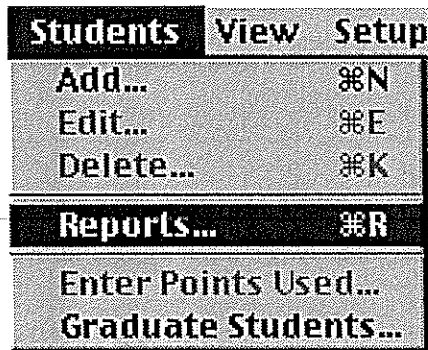 Students View Setup
Add... ⌘N
Edit... ⌘E
Delete... ⌘K
Reports... ⌘R
Enter Points Used...
Graduate Students...